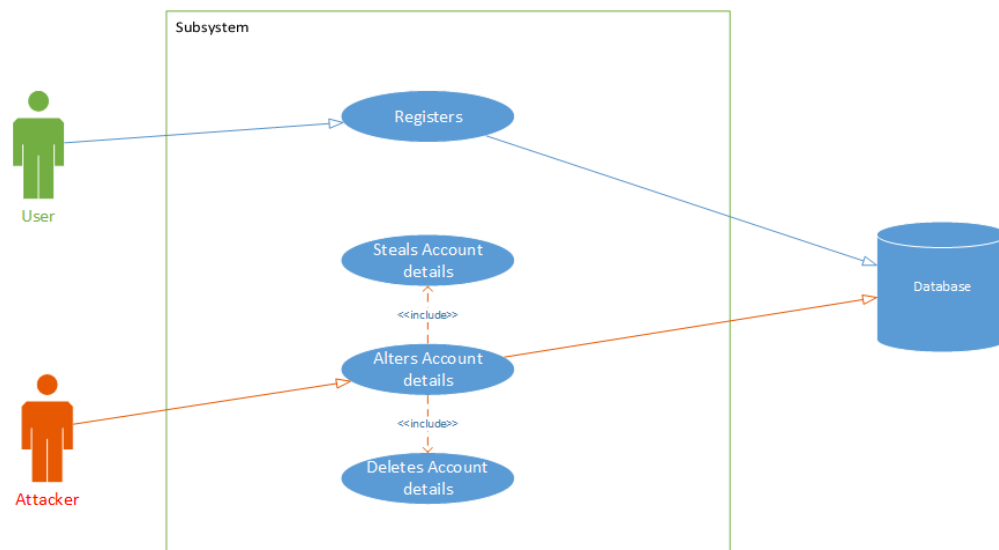 Subsystem
Registers
User
Steals Account
details
Database
<<include>>
Alters Account
details
<<include>>
Deletes Account
details
Attacker